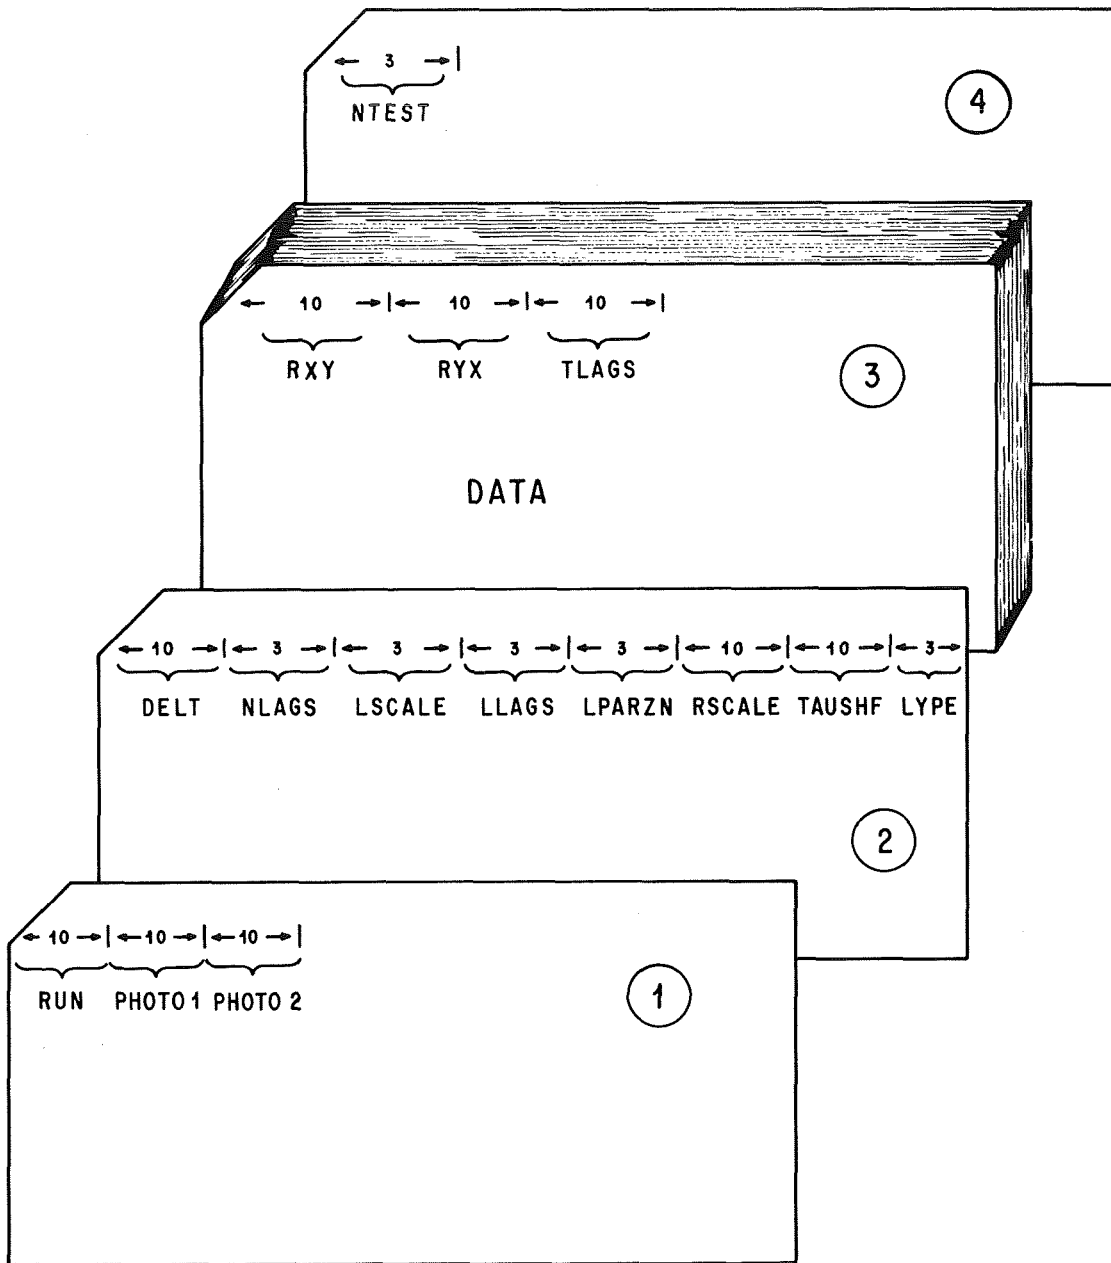 3
NTEST
4
10 10 10
RXY RYX TLAGS
3
DATA
10 3 3 3 3 10 10 3
DELT NLAGS LSCALE LLAGS LPARZN RSCALE TAUSHF LYPE
2
10 10 10
RUN PHOTO 1 PHOTO 2
1